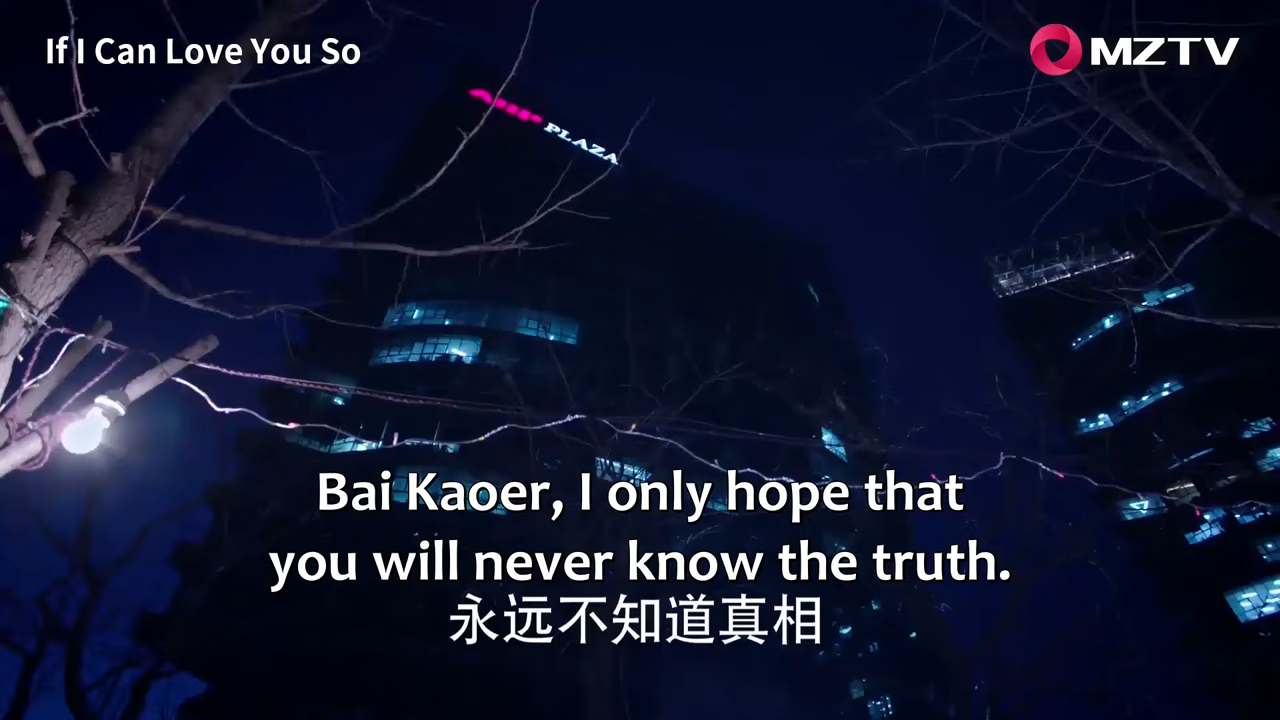 If I Can Love You So
MZTV
PLAZA
Bai Kaoer, I only hope that
you will never know the truth.
永远不知道真相